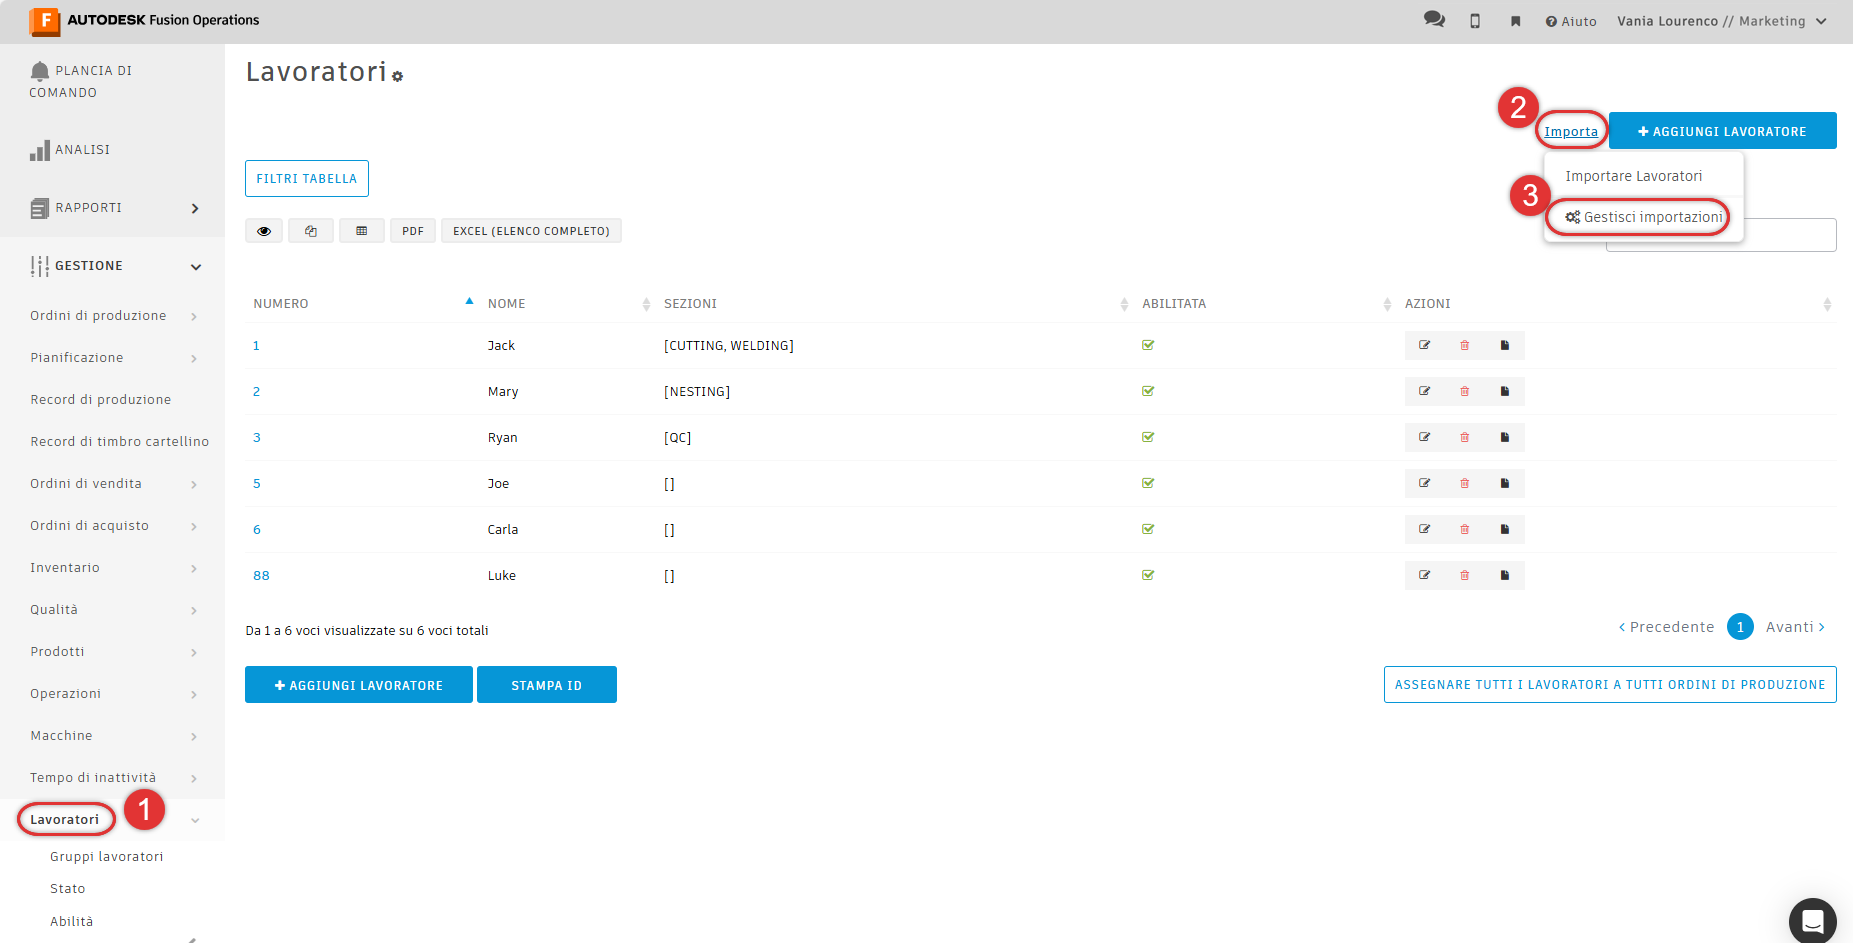 F AUTODESK Fusion Operations
Aiuto
Vania Lourenco // Marketing
PLANCIA DI
COMANDO
ANALISI
RAPPORTI
GESTIONE
Ordini di produzione
Pianificazione
Record di produzione
Record di timbro cartellino
Ordini di vendita
Ordini di acquisto
Inventario
Qualità
Prodotti
Operazioni
Macchine
Tempo di inattività
Lavoratori
1
Gruppi lavoratori
Stato
Abilità
Lavoratori
2
Importa
+ AGGIUNGI LAVORATORE
Importare Lavoratori
3
Gestisci importazioni
FILTRI TABELLA
PDF
EXCEL (ELENCO COMPLETO)
NUMERO NOME SEZIONI ABILITATA AZIONI
1 Jack [CUTTING, WELDING]
2 Mary [NESTING]
3 Ryan [QC]
5 Joe []
6 Carla []
88 Luke []
Da 1 a 6 voci visualizzate su 6 voci totali
< Precedente 1 Avanti >
+ AGGIUNGI LAVORATORE
STAMPA ID
ASSEGNARE TUTTI I LAVORATORI A TUTTI ORDINI DI PRODUZIONE